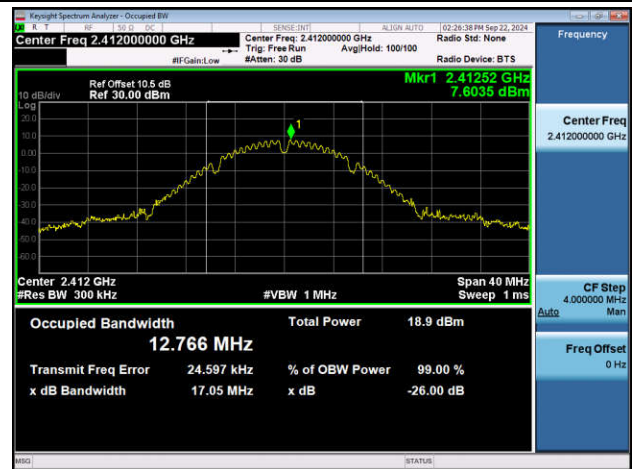 Keysight Spectrum Analyzer - Occupied BW
R T RF 50 Ω DC SENSE:INT ALIGN AUTO 02:26:38 PM Sep 22, 2024
Center Freq 2.412000000 GHz Center Freq: 2.412000000 GHz Radio Std: None Frequency
Trig: Free Run Avg|Hold: 100/100
#IFGain:Low #Atten: 30 dB Radio Device: BTS
Ref Offset 10.5 dB Mkr1 2.41252 GHz
10 dB/div Ref 30.00 dBm 7.6035 dBm
Log
20.0
10.0
0.00
-10.0
-20.0
-30.0
-40.0
-50.0
-60.0
1
Center Freq
2.412000000 GHz
Center 2.412 GHz Span 40 MHz
#Res BW 300 kHz #VBW 1 MHz Sweep 1 ms
CF Step
4.000000 MHz
Auto Man
Occupied Bandwidth Total Power 18.9 dBm
12.766 MHz
Freq Offset
0 Hz
Transmit Freq Error 24.597 kHz % of OBW Power 99.00 %
x dB Bandwidth 17.05 MHz x dB -26.00 dB
MSG STATUS